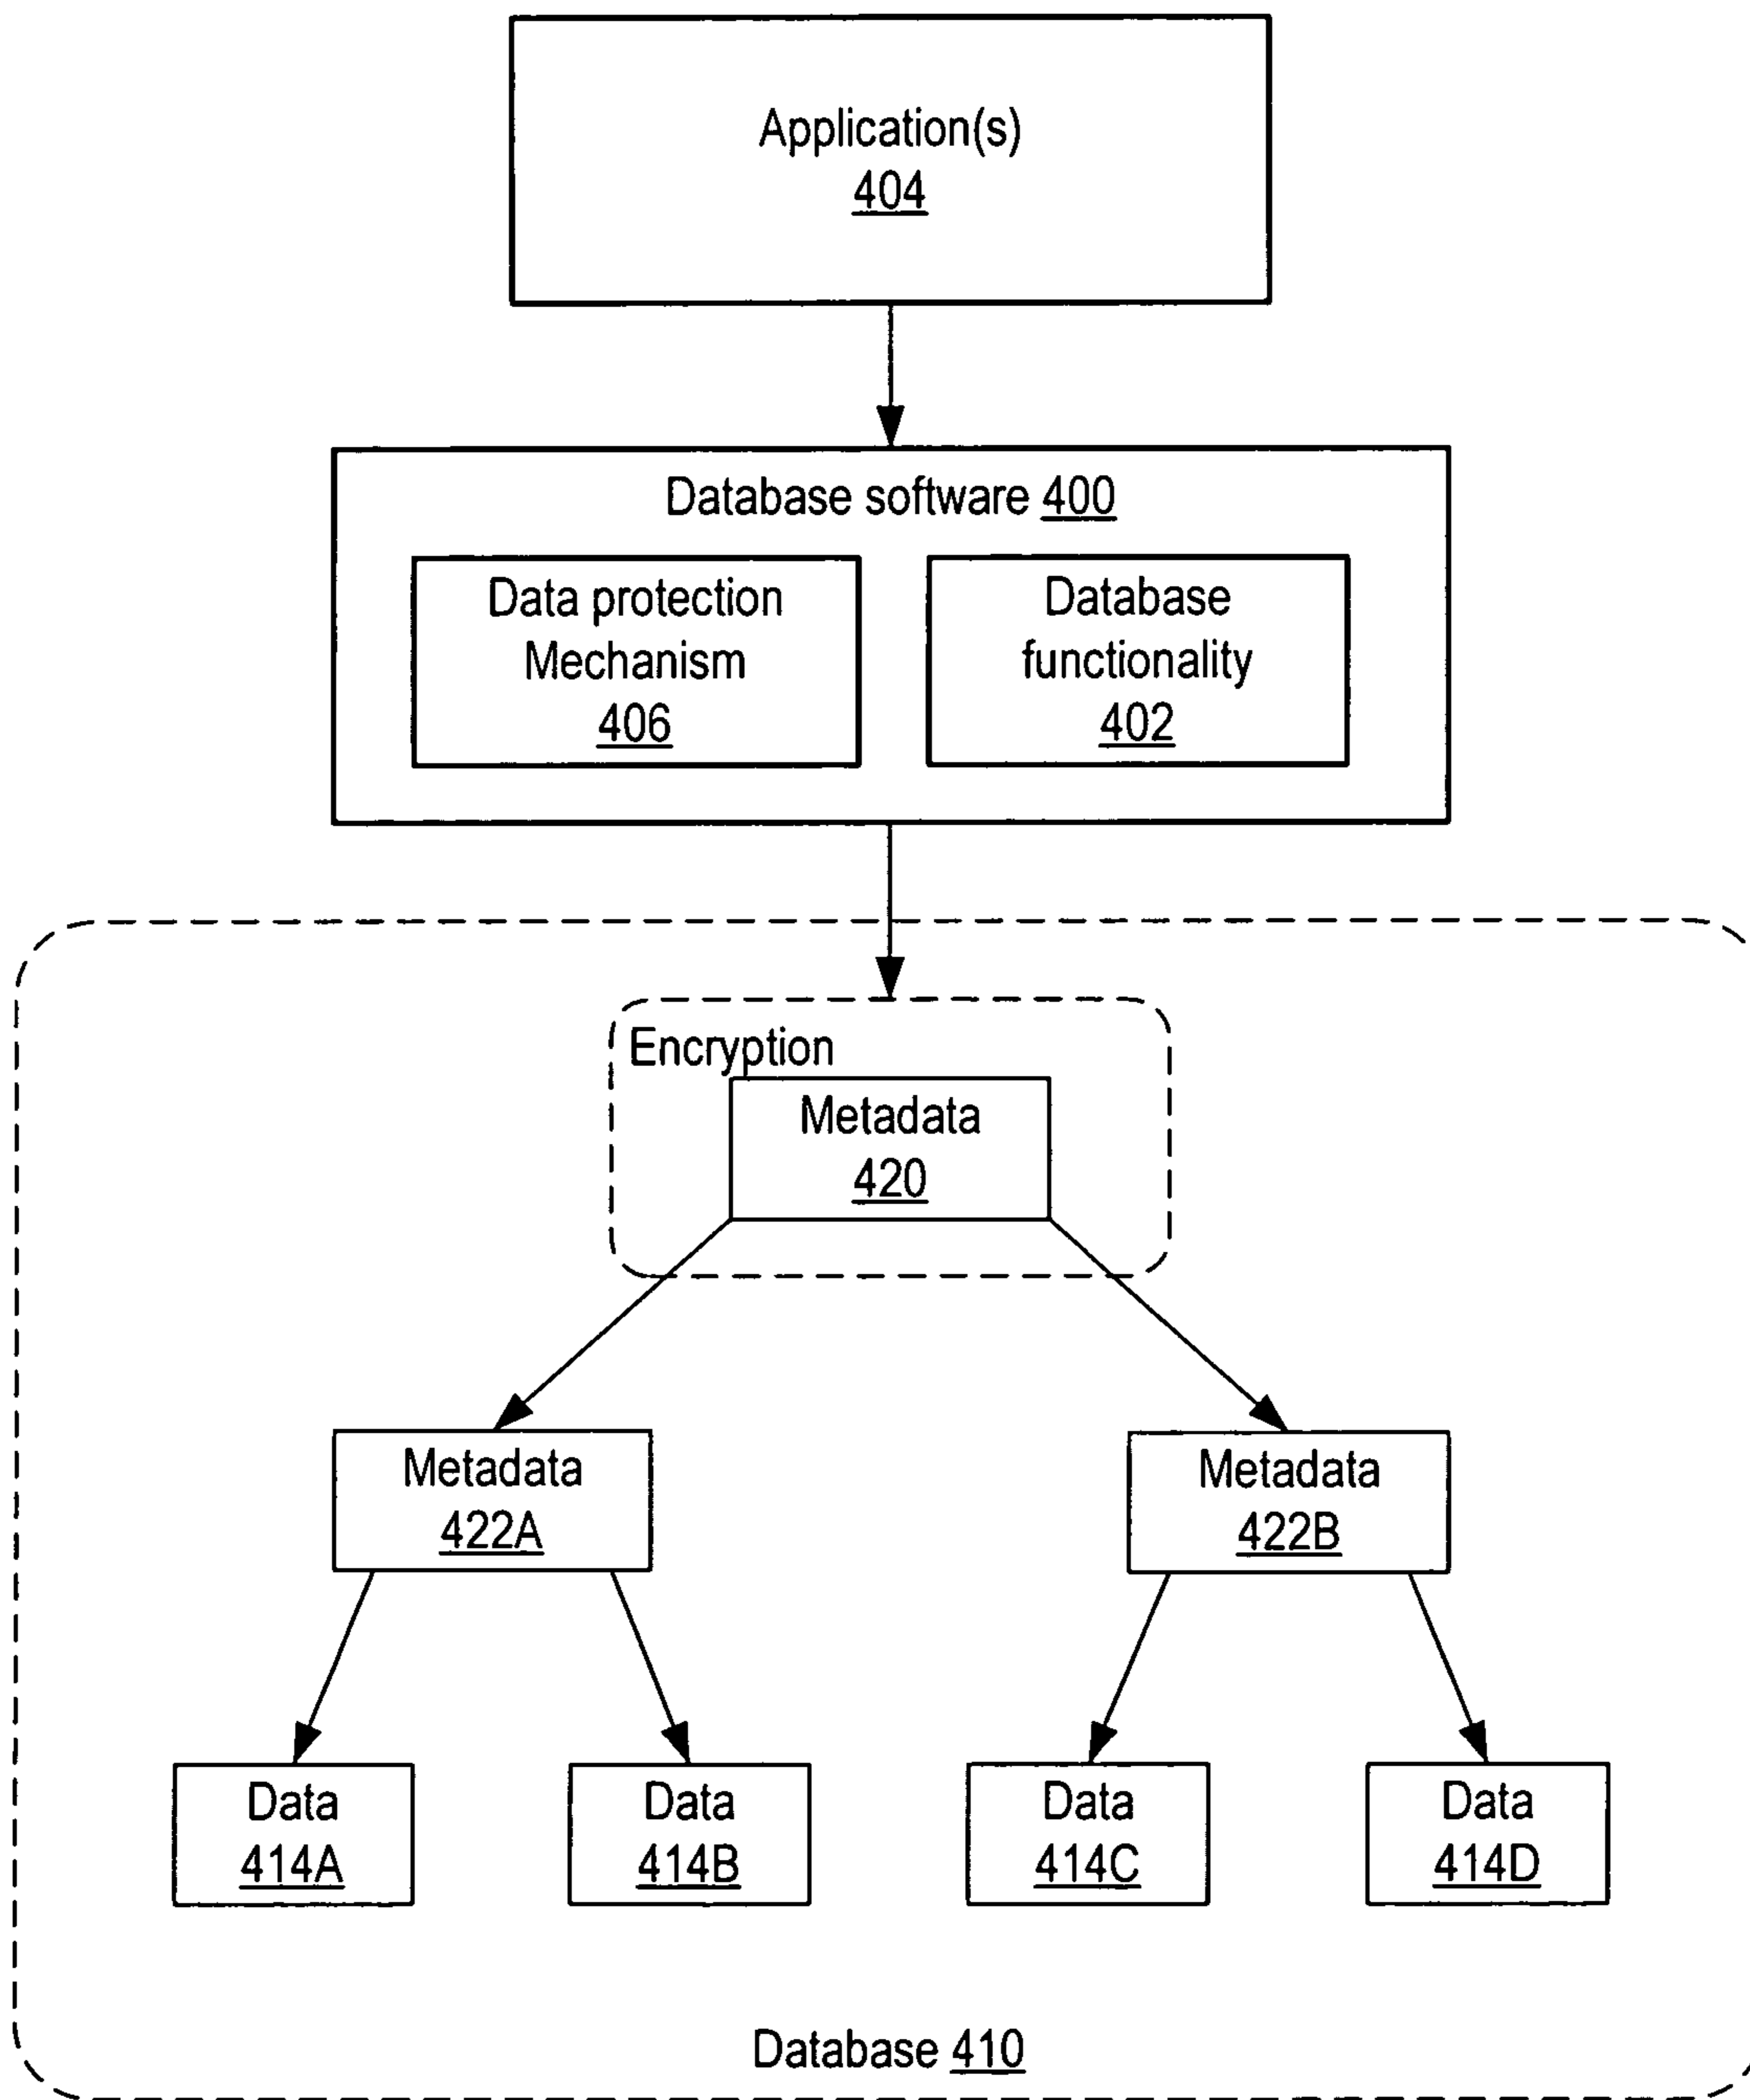 Application(s)
404
Database software 400
Data protection
Mechanism
406
Database
functionality
402
Encryption
Metadata
420
Metadata
422A
Metadata
422B
Data
414A
Data
414B
Data
414C
Data
414D
Database 410